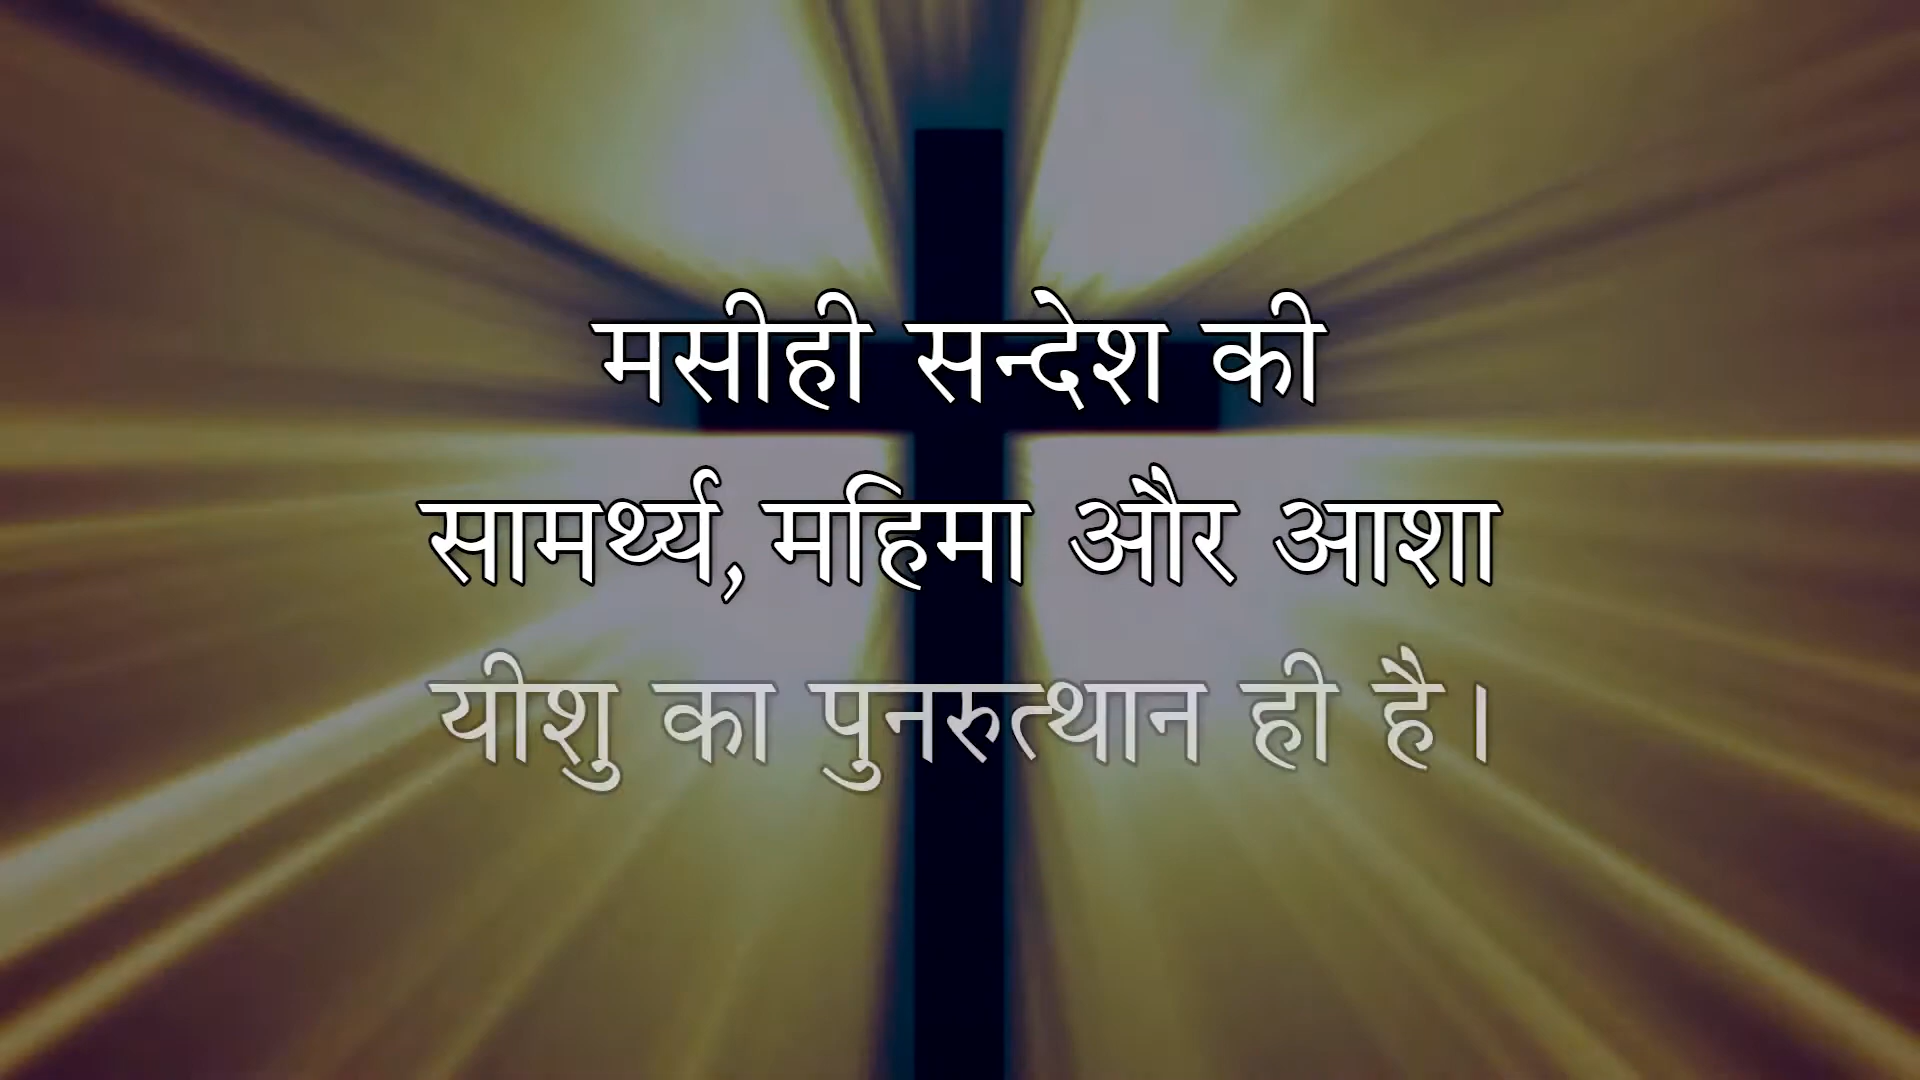 मसीही सन्देश की
सामर्थ्य, महिमा और आशा
यीशु का पुनरुत्थान ही है।